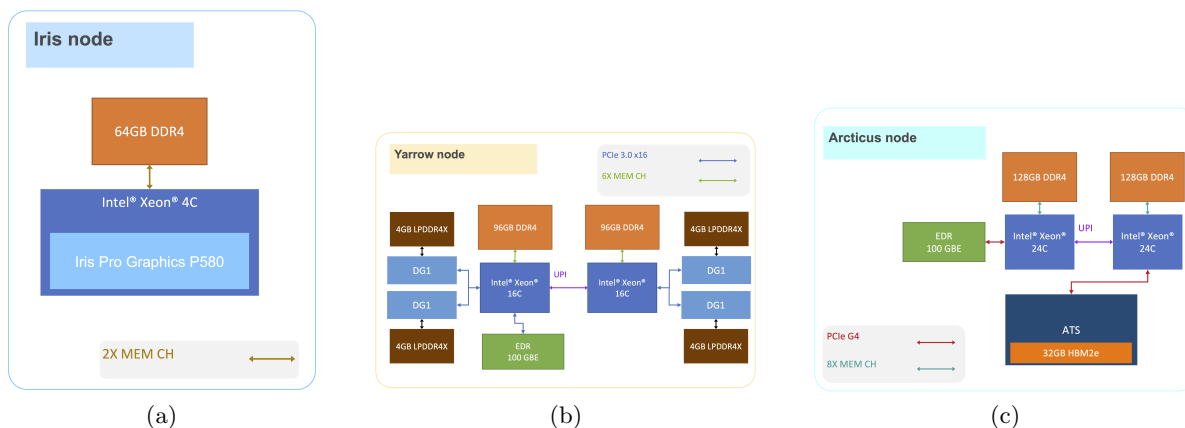 Iris node
64GB DDR4
Intel® Xeon® 4C
Iris Pro Graphics P580
2X MEM CH
(a)
Yarrow node
PCIe 3.0 x16
6X MEM CH
4GB LPDDR4X
96GB DDR4
96GB DDR4
4GB LPDDR4X
DG1
Intel® Xeon®
16C
UPI
Intel® Xeon®
16C
DG1
DG1
DG1
4GB LPDDR4X
EDR
100 GBE
4GB LPDDR4X
(b)
Arcticus node
128GB DDR4
128GB DDR4
EDR
100 GBE
Intel® Xeon®
24C
UPI
Intel® Xeon®
24C
ATS
32GB HBM2e
PCIe G4
8X MEM CH
(c)